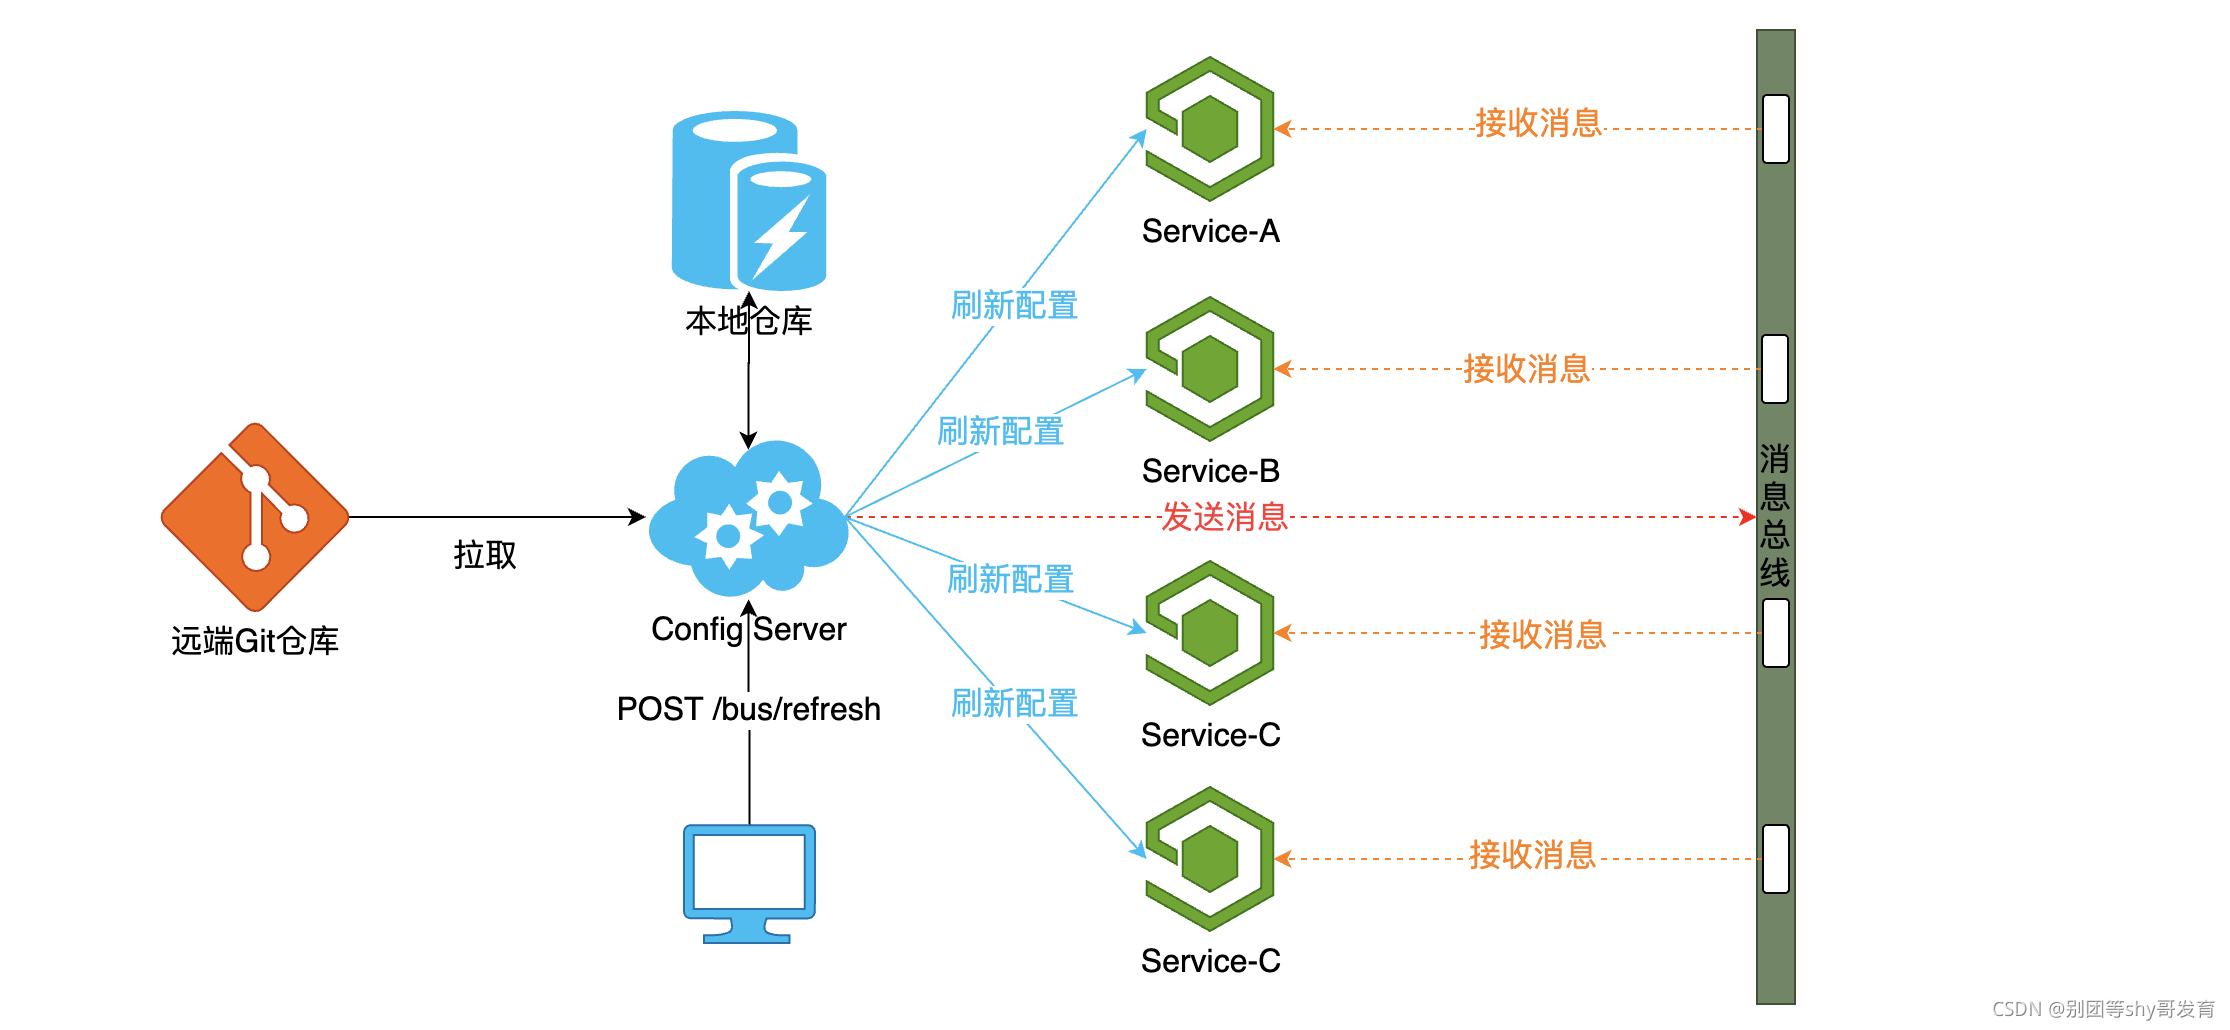 接收消息
Service-A
刷新配置
本地仓库
接收消息
刷新配置
Service-B
发送消息
消息总线
拉取
刷新配置
远端Git仓库
Config Server
接收消息
POST /bus/refresh
刷新配置
Service-C
接收消息
Service-C
CSDN @别团等shy哥发育